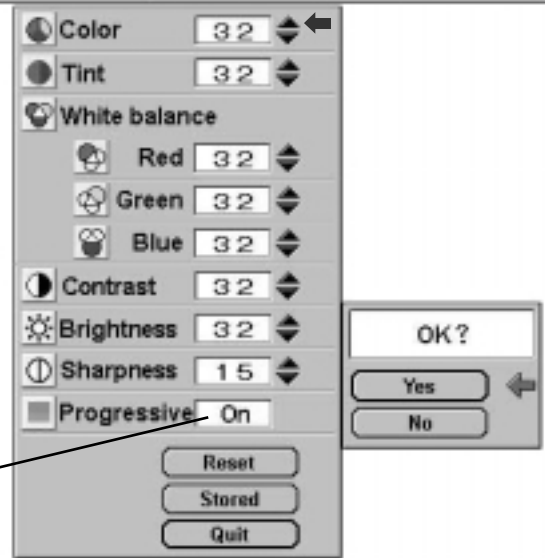 Color 32
Tint 32
White balance
Red 32
Green 32
Blue 32
Contrast 32
Brightness 32
Sharpness 15
Progressive On
Reset
Stored
Quit
OK?
Yes
No